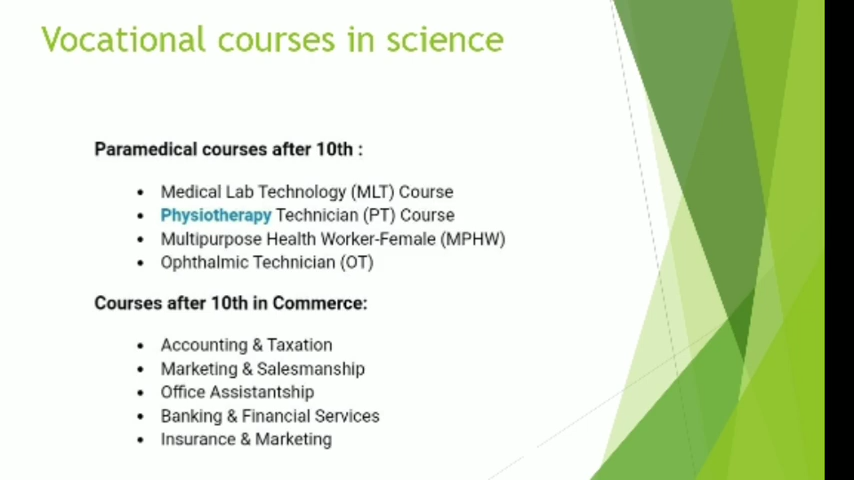 Vocational courses in science
Paramedical courses after 10th :
• Medical Lab Technology (MLT) Course
• Physiotherapy Technician (PT) Course
• Multipurpose Health Worker-Female (MPHW)
• Ophthalmic Technician (OT)
Courses after 10th in Commerce:
• Accounting & Taxation
• Marketing & Salesmanship
• Office Assistantship
• Banking & Financial Services
• Insurance & Marketing